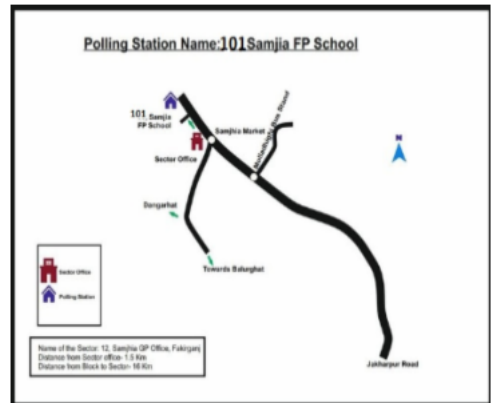 Polling Station Name:101Samjia FP School
101, Samjia
FP School
Samjhia Market
Sector Office
Bus Stand
Dangarhat
Towards Balurghat
Sector Office
Polling Station
N
Name of the Sector: 12, Samjhia GP Office, Fakirganj
Distance from Sector office- 1.5 Km
Distance from Block to Sector- 16 Km
Jakharpur Road